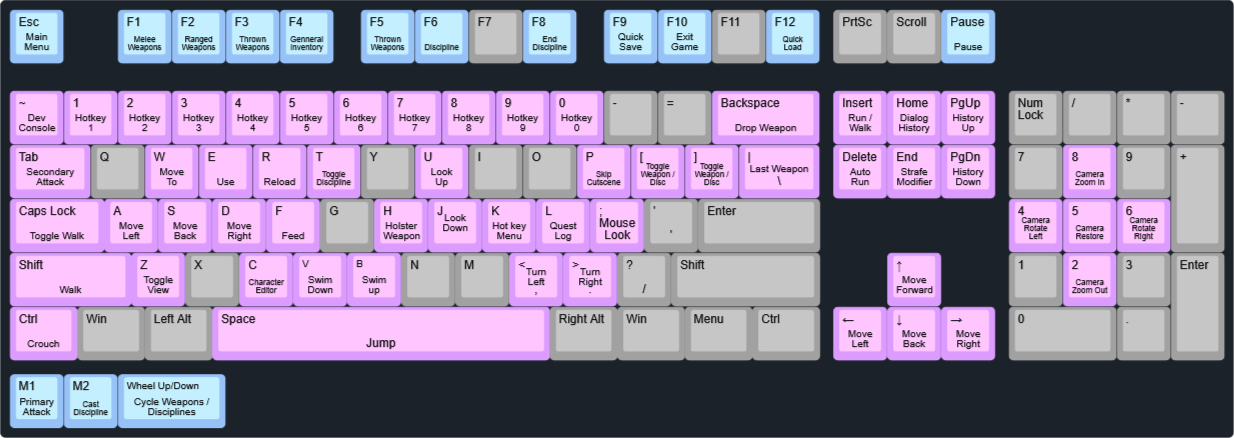 Esc
Main
Menu
F1
Melee
Weapons
F2
Ranged
Weapons
F3
Thrown
Weapons
F4
Genneral
Inventory
F5
Thrown
Weapons
F6
Discipline
F7
F8
End
Discipline
F9
Quick
Save
F10
Exit
Game
F11
F12
Quick
Load
PrtSc
Scroll
Pause
Pause
~
Dev
Console
1
Hotkey
1
2
Hotkey
2
3
Hotkey
3
4
Hotkey
4
5
Hotkey
5
6
Hotkey
6
7
Hotkey
7
8
Hotkey
8
9
Hotkey
9
0
Hotkey
0
-
=
Backspace
Drop Weapon
Insert
Run /
Walk
Home
Dialog
History
PgUp
History
Up
Num
Lock
/
*
-
Tab
Secondary
Attack
Q
W
Move
To
E
Use
R
Reload
T
Toggle
Discipline
Y
U
Look
Up
I
O
P
Skip
Cutscene
[
Toggle
Weapon /
Disc
]
Toggle
Weapon /
Disc
|
Last Weapon
\
Delete
Auto
Run
End
Strafe
Modifier
PgDn
History
Down
7
8
Camera
Zoom In
9
+
Caps Lock
Toggle Walk
A
Move
Left
S
Move
Back
D
Move
Right
F
Feed
G
H
Holster
Weapon
J
Look
Down
K
Hot key
Menu
L
Quest
Log
:
Mouse
Look
"
'
Enter
4
Camera
Rotate
Left
5
Camera
Restore
6
Camera
Rotate
Right
Shift
Walk
Z
Toggle
View
X
C
Character
Editor
V
Swim
Down
B
Swim
up
N
M
<
Turn
Left
,
>
Turn
Right
.
?
/
Shift
↑
Move
Forward
1
2
Camera
Zoom Out
3
Enter
Ctrl
Crouch
Win
Left Alt
Space
Jump
Right Alt
Win
Menu
Ctrl
←
Move
Left
↓
Move
Back
→
Move
Right
0
.
M1
Primary
Attack
M2
Cast
Discipline
Wheel Up/Down
Cycle Weapons /
Disciplines